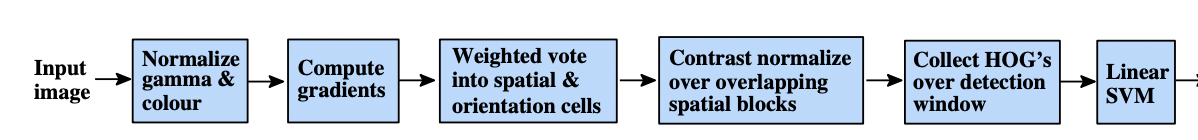 Input
image
Normalize
gamma &
colour
Compute
gradients
Weighted vote
into spatial &
orientation cells
Contrast normalize
over overlapping
spatial blocks
Collect HOG's
over detection
window
Linear
SVM